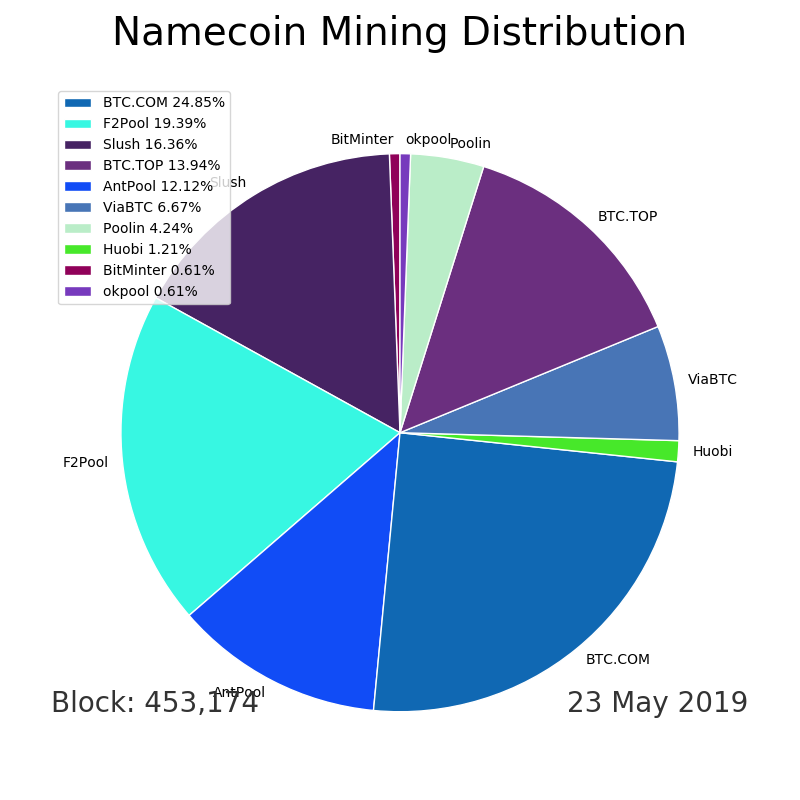 Namecoin Mining Distribution
BTC.COM 24.85%
F2Pool 19.39%
Slush 16.36%
BTC.TOP 13.94%
AntPool 12.12%
ViaBTC 6.67%
Poolin 4.24%
Huobi 1.21%
BitMinter 0.61%
okpool 0.61%
BitMinter
okpool
Poolin
Slush
BTC.TOP
ViaBTC
Huobi
F2Pool
BTC.COM
AntPool
Block: 453,174
23 May 2019